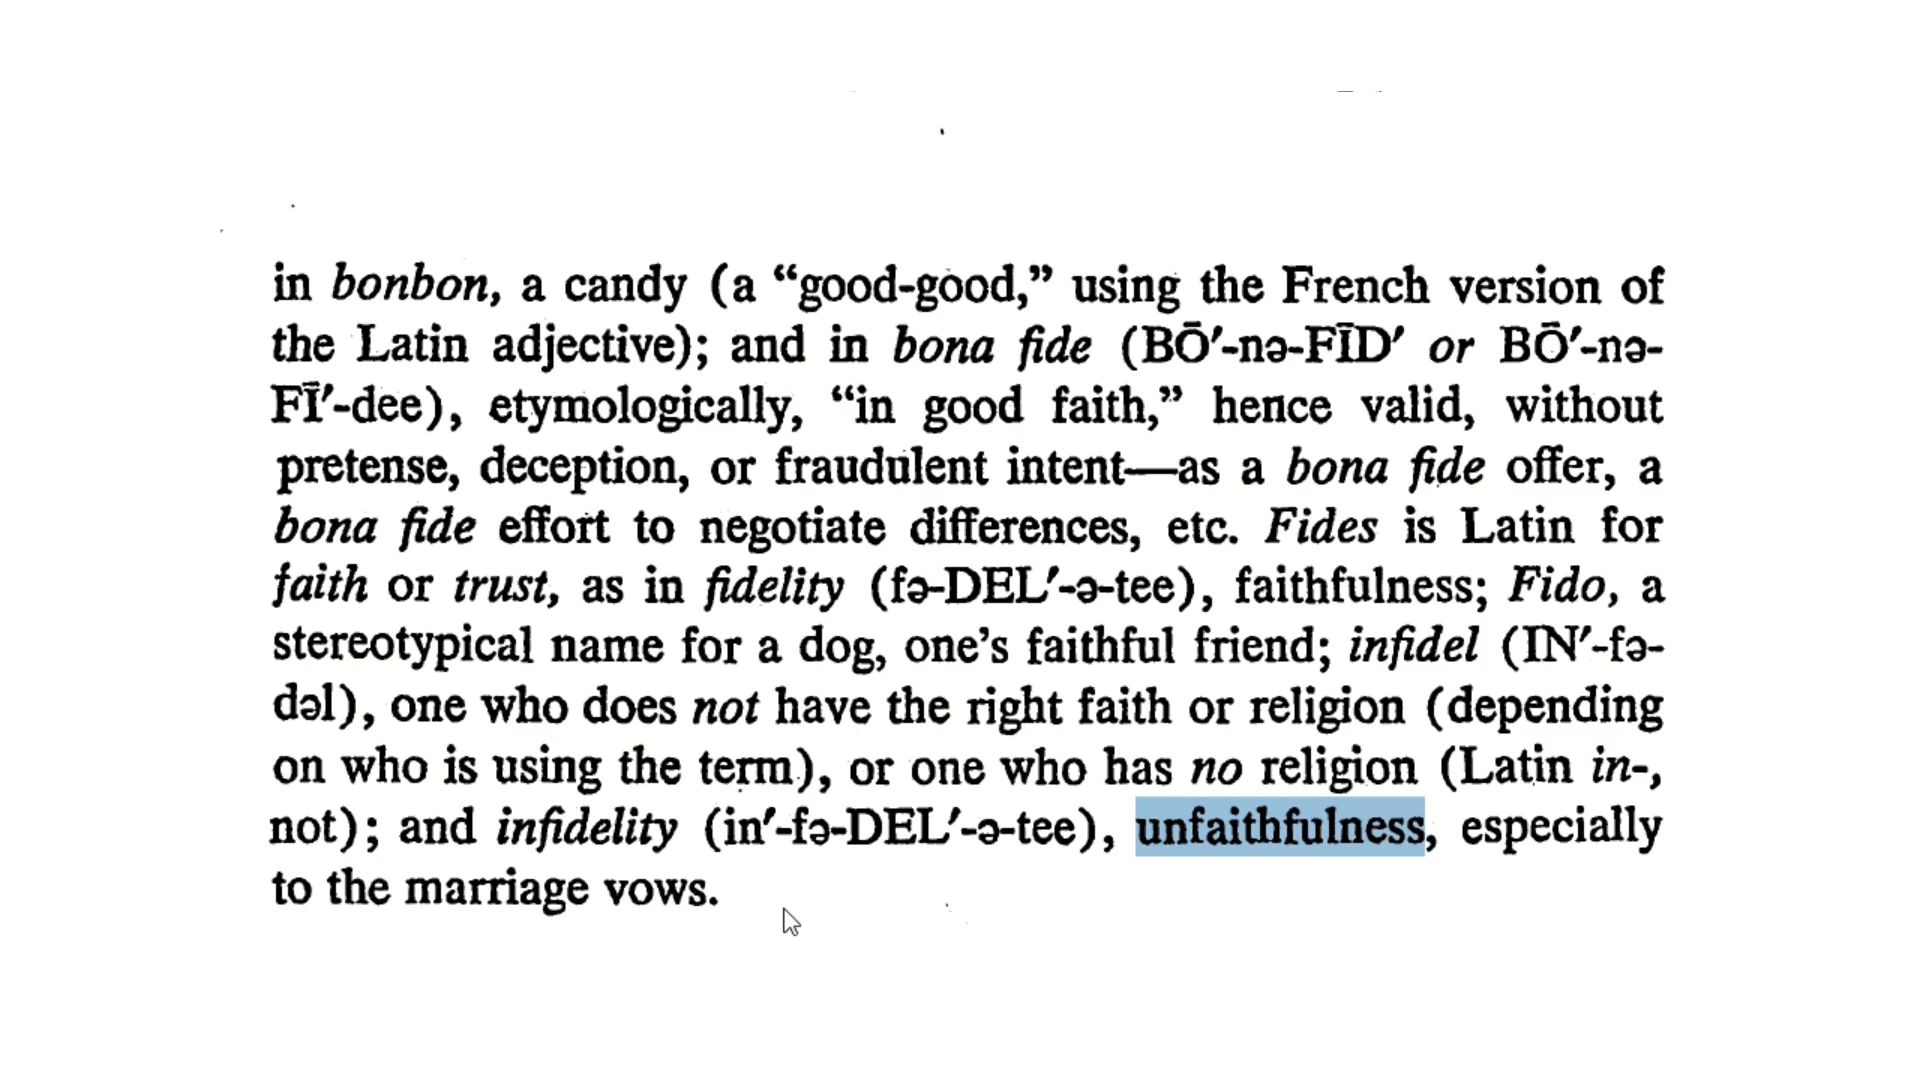 in bonbon, a candy (a “good-good,” using the French version of
the Latin adjective); and in bona fide (BŌ′-nə-FĪD′ or BŌ′-nə-
FĪ′-dee), etymologically, “in good faith,” hence valid, without
pretense, deception, or fraudulent intent—as a bona fide offer, a
bona fide effort to negotiate differences, etc. Fides is Latin for
faith or trust, as in fidelity (fə-DEL′-ə-tee), faithfulness; Fido, a
stereotypical name for a dog, one’s faithful friend; infidel (IN′-fə-
dəl), one who does not have the right faith or religion (depending
on who is using the term), or one who has no religion (Latin in-,
not); and infidelity (in′-fə-DEL′-ə-tee), unfaithfulness, especially
to the marriage vows.